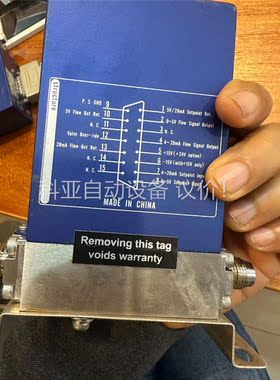 structure
P. S. GND 9
5V Flow Out Ret. 10
N. C. 11
Valve Over-ride 12
20mA Flow Out Ret. 13
N. C. 14
N. C. 15
1 5V/20mA Setpoint Ret.
2 0-5V Flow Signal Output
3 N. C.
4 4-20mA Flow Signal Output
5 +15V (+24V option)
6 -15V (with ±15V only)
7 4-20mA Setpoint Input
8 0-5V Setpoint Input
科亚自动设备 议价!
MADE IN CHINA
Removing this tag
voids warranty